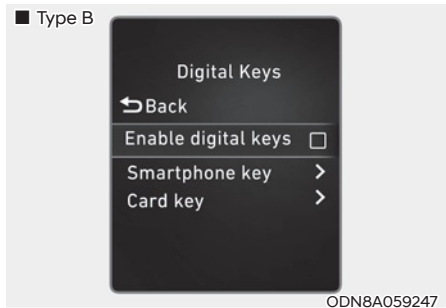 ■ Type B
Digital Keys
Back
Enable digital keys
Smartphone key >
Card key >
ODN8A059247